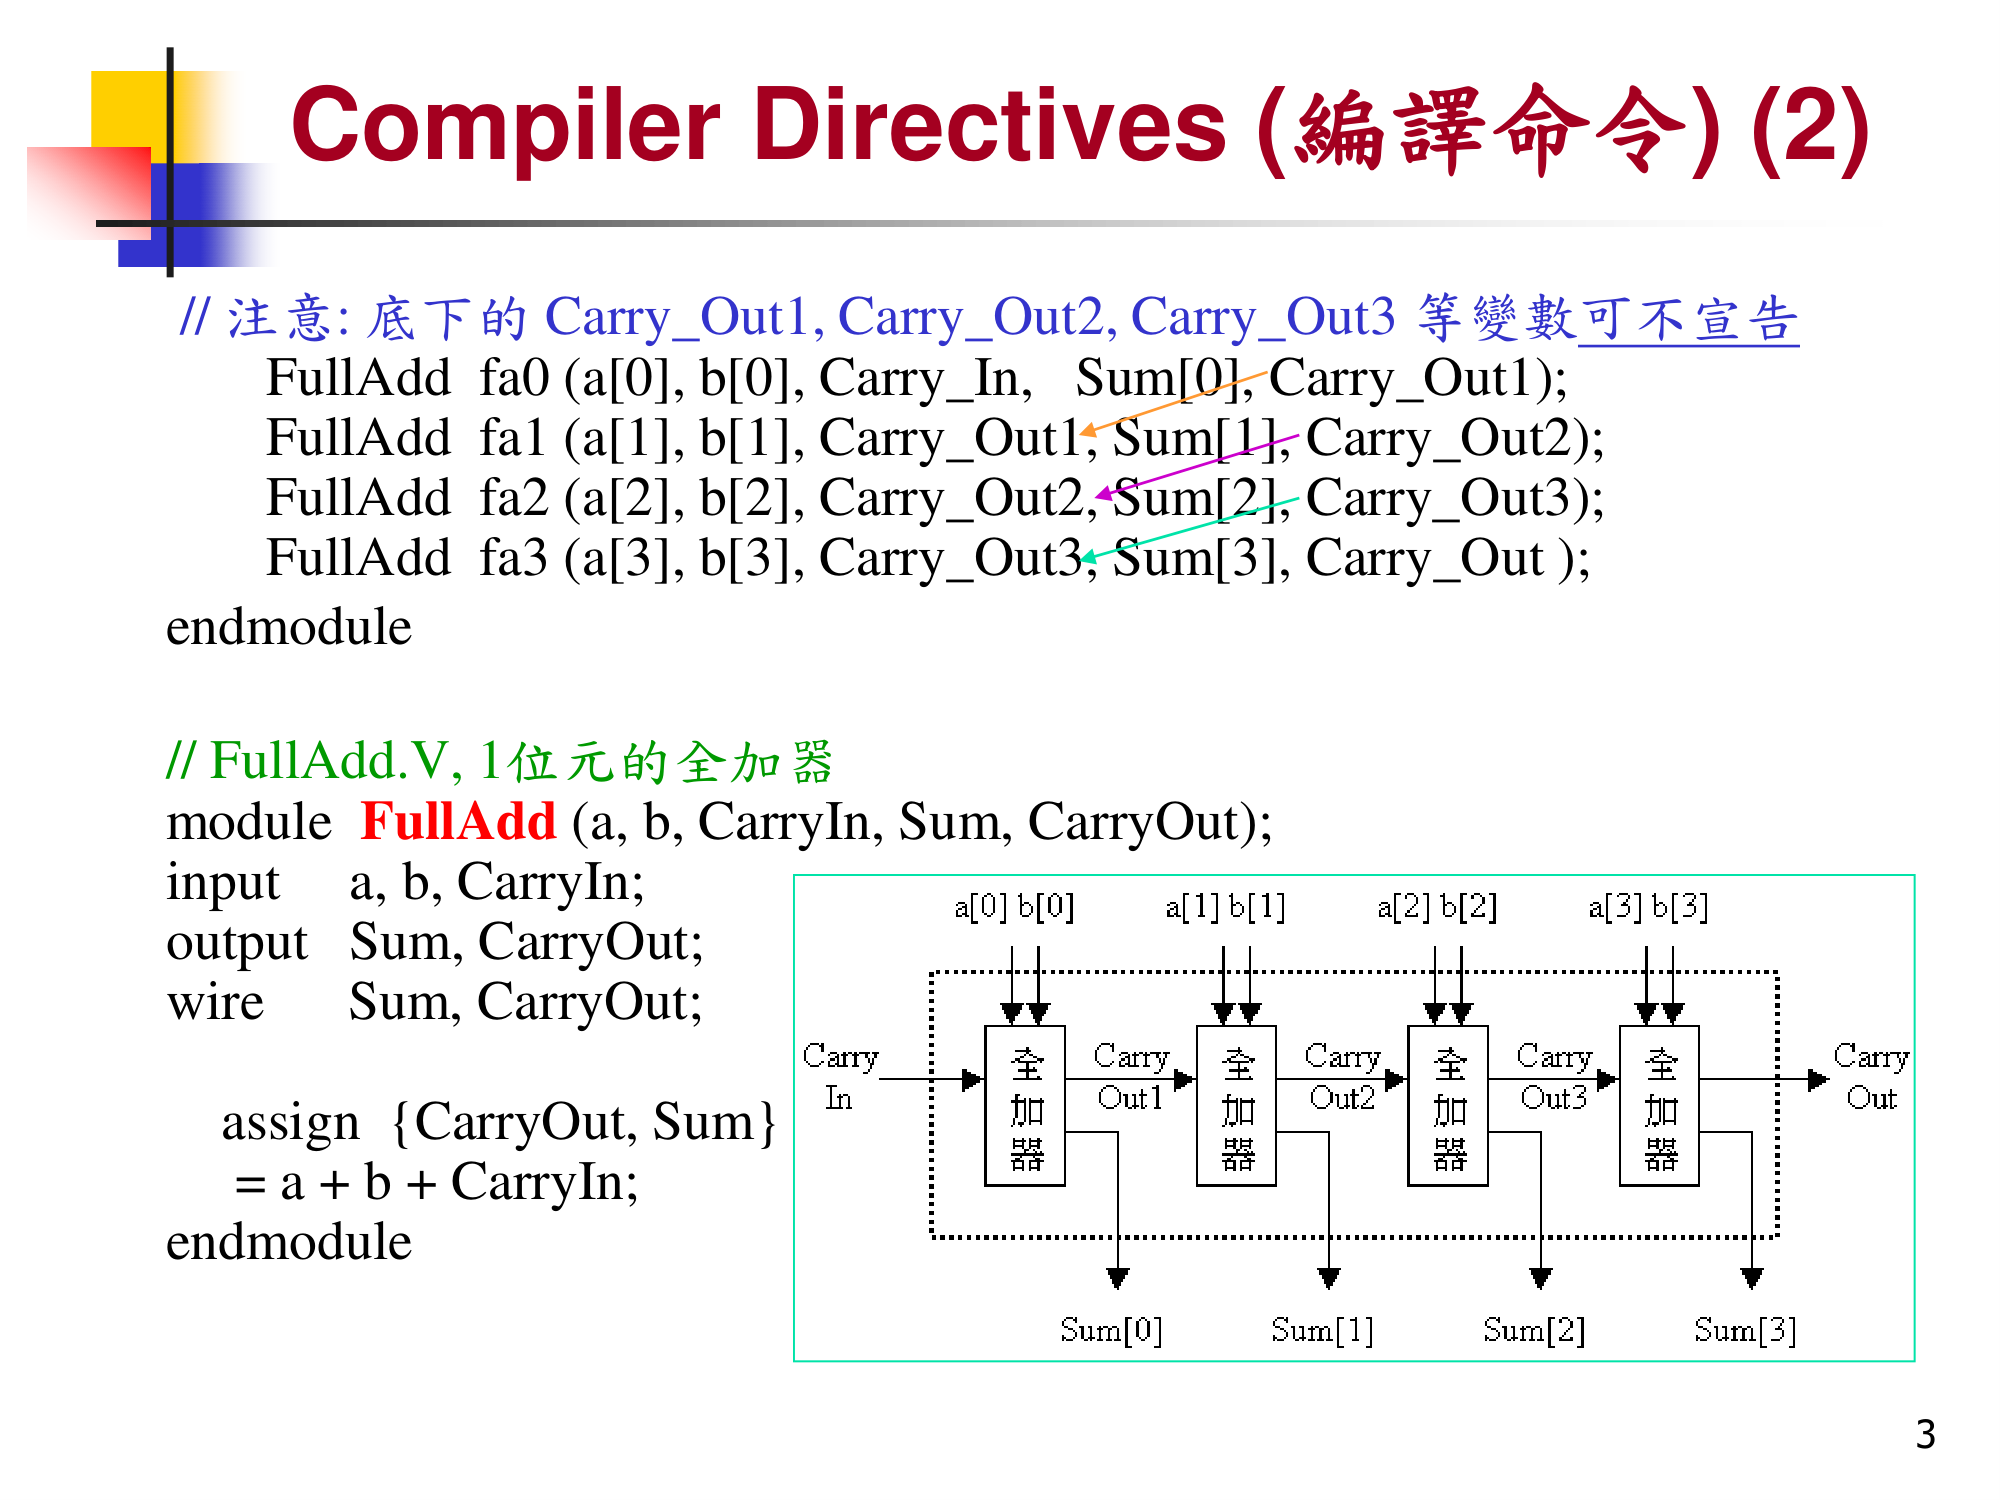 Compiler Directives (編譯命令) (2)
// 注意: 底下的 Carry_Out1, Carry_Out2, Carry_Out3 等變數可不宣告
FullAdd fa0 (a[0], b[0], Carry_In, Sum[0], Carry_Out1);
FullAdd fa1 (a[1], b[1], Carry_Out1, Sum[1], Carry_Out2);
FullAdd fa2 (a[2], b[2], Carry_Out2, Sum[2], Carry_Out3);
FullAdd fa3 (a[3], b[3], Carry_Out3, Sum[3], Carry_Out );
endmodule
// FullAdd.V, 1位元的全加器
module FullAdd (a, b, CarryIn, Sum, CarryOut);
input a, b, CarryIn;
output Sum, CarryOut;
wire Sum, CarryOut;
assign {CarryOut, Sum}
= a + b + CarryIn;
endmodule
a[0] b[0] a[1] b[1] a[2] b[2] a[3] b[3]
Carry In
全加器
Carry Out1
全加器
Carry Out2
全加器
Carry Out3
全加器
Carry Out
Sum[0] Sum[1] Sum[2] Sum[3]
3